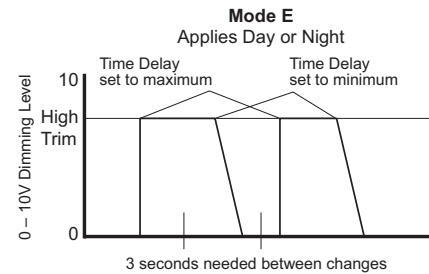 Mode E
Applies Day or Night
Time Delay
set to maximum
Time Delay
set to minimum
0 – 10V Dimming Level
10
High
Trim
0
3 seconds needed between changes